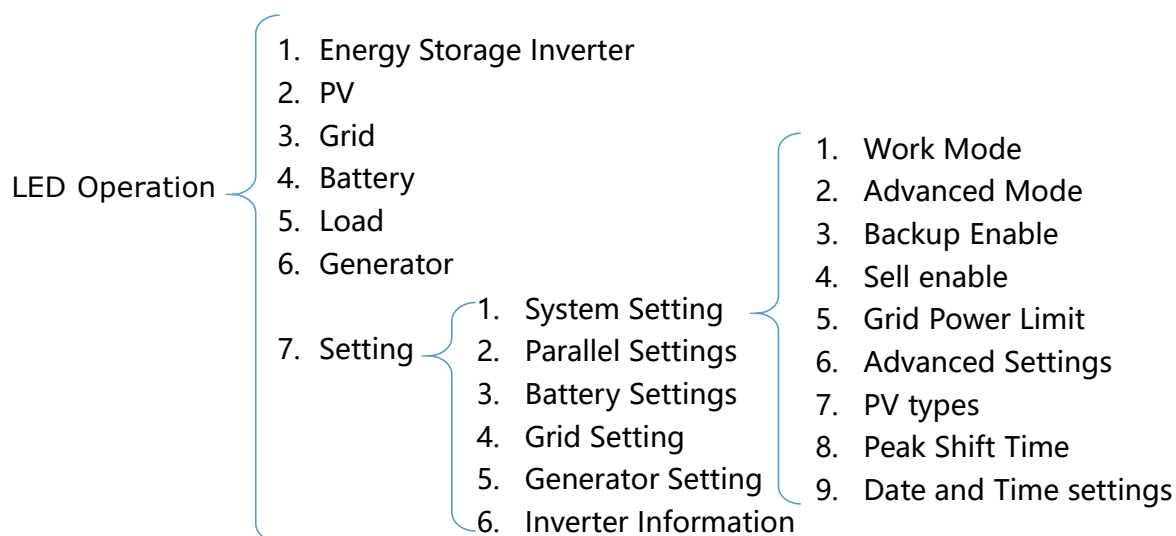 LED Operation
1. Energy Storage Inverter
2. PV
3. Grid
4. Battery
5. Load
6. Generator
7. Setting
1. System Setting
2. Parallel Settings
3. Battery Settings
4. Grid Setting
5. Generator Setting
6. Inverter Information
1. Work Mode
2. Advanced Mode
3. Backup Enable
4. Sell enable
5. Grid Power Limit
6. Advanced Settings
7. PV types
8. Peak Shift Time
9. Date and Time settings